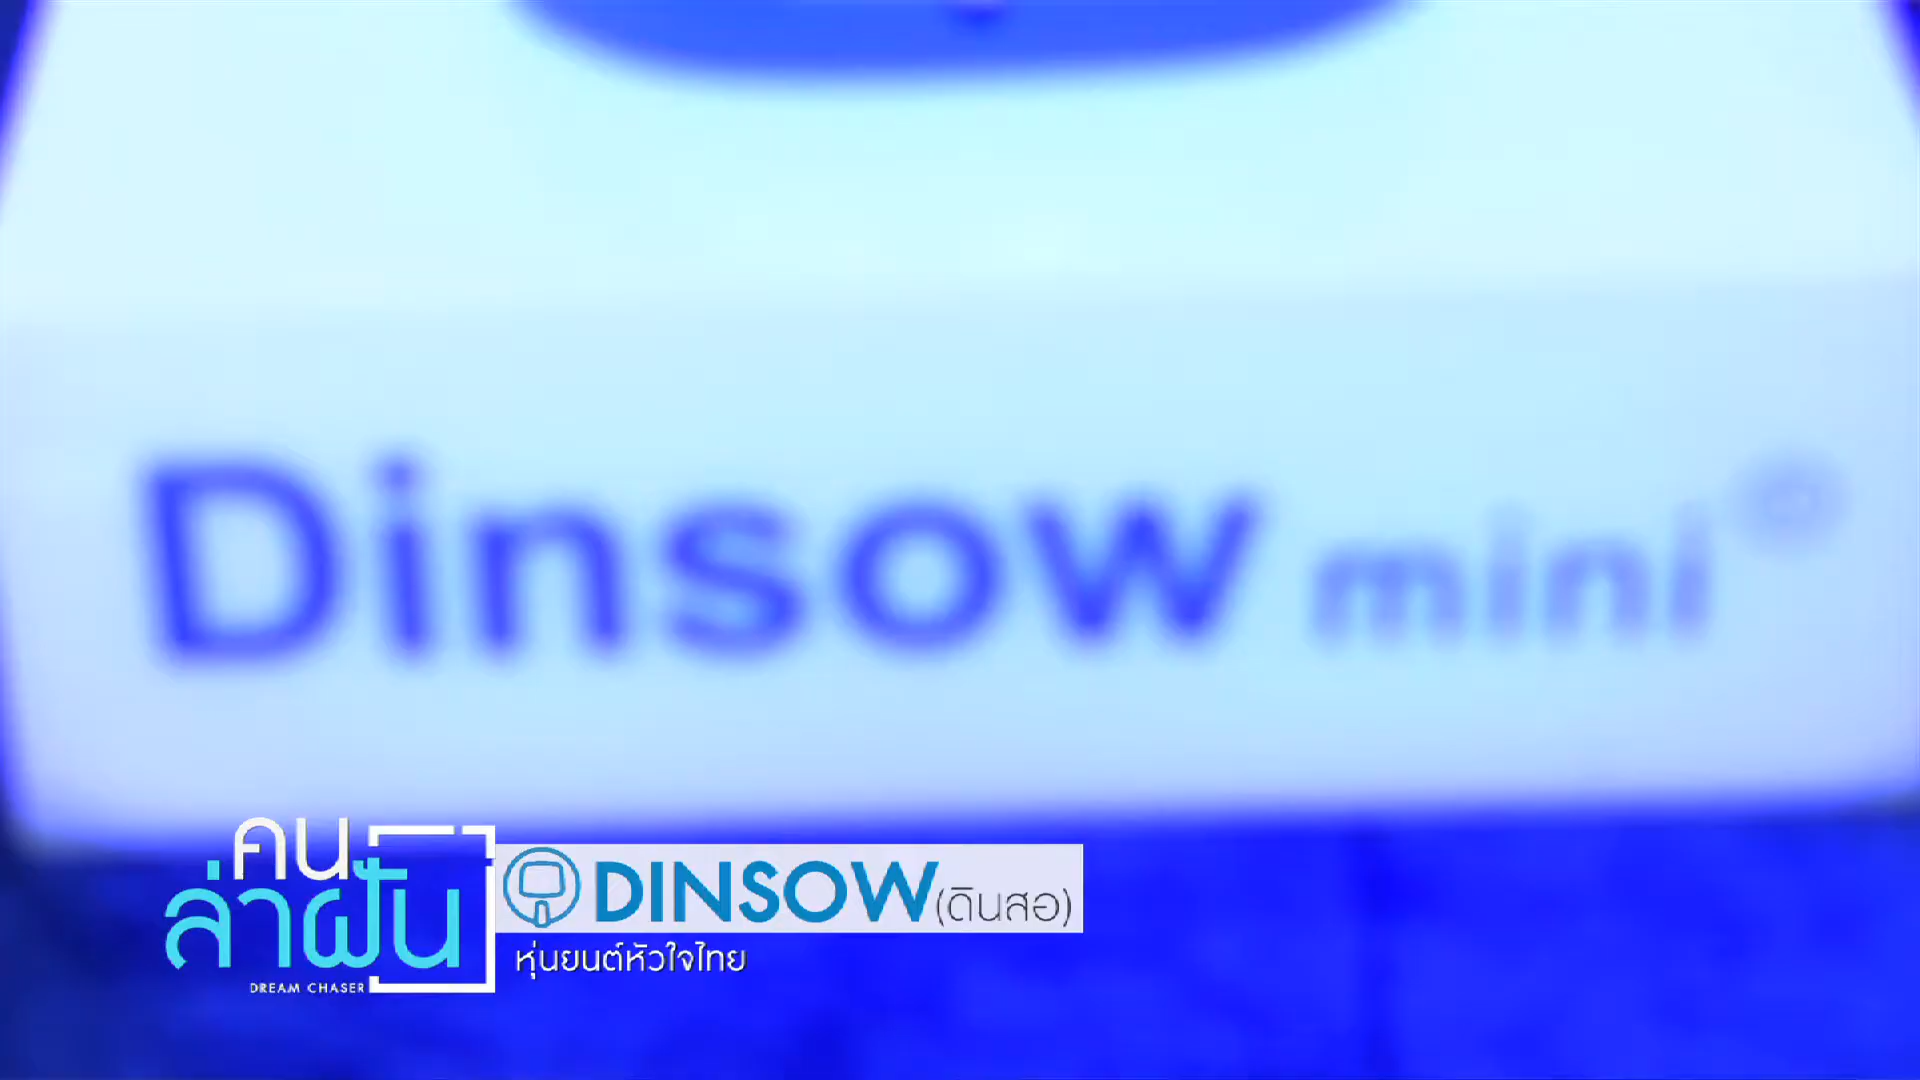 Dinsow mini
คน
ล่าฝัน
DREAM CHASER
DINSOW (ดินสอ)
หุ่นยนต์หัวใจไทย